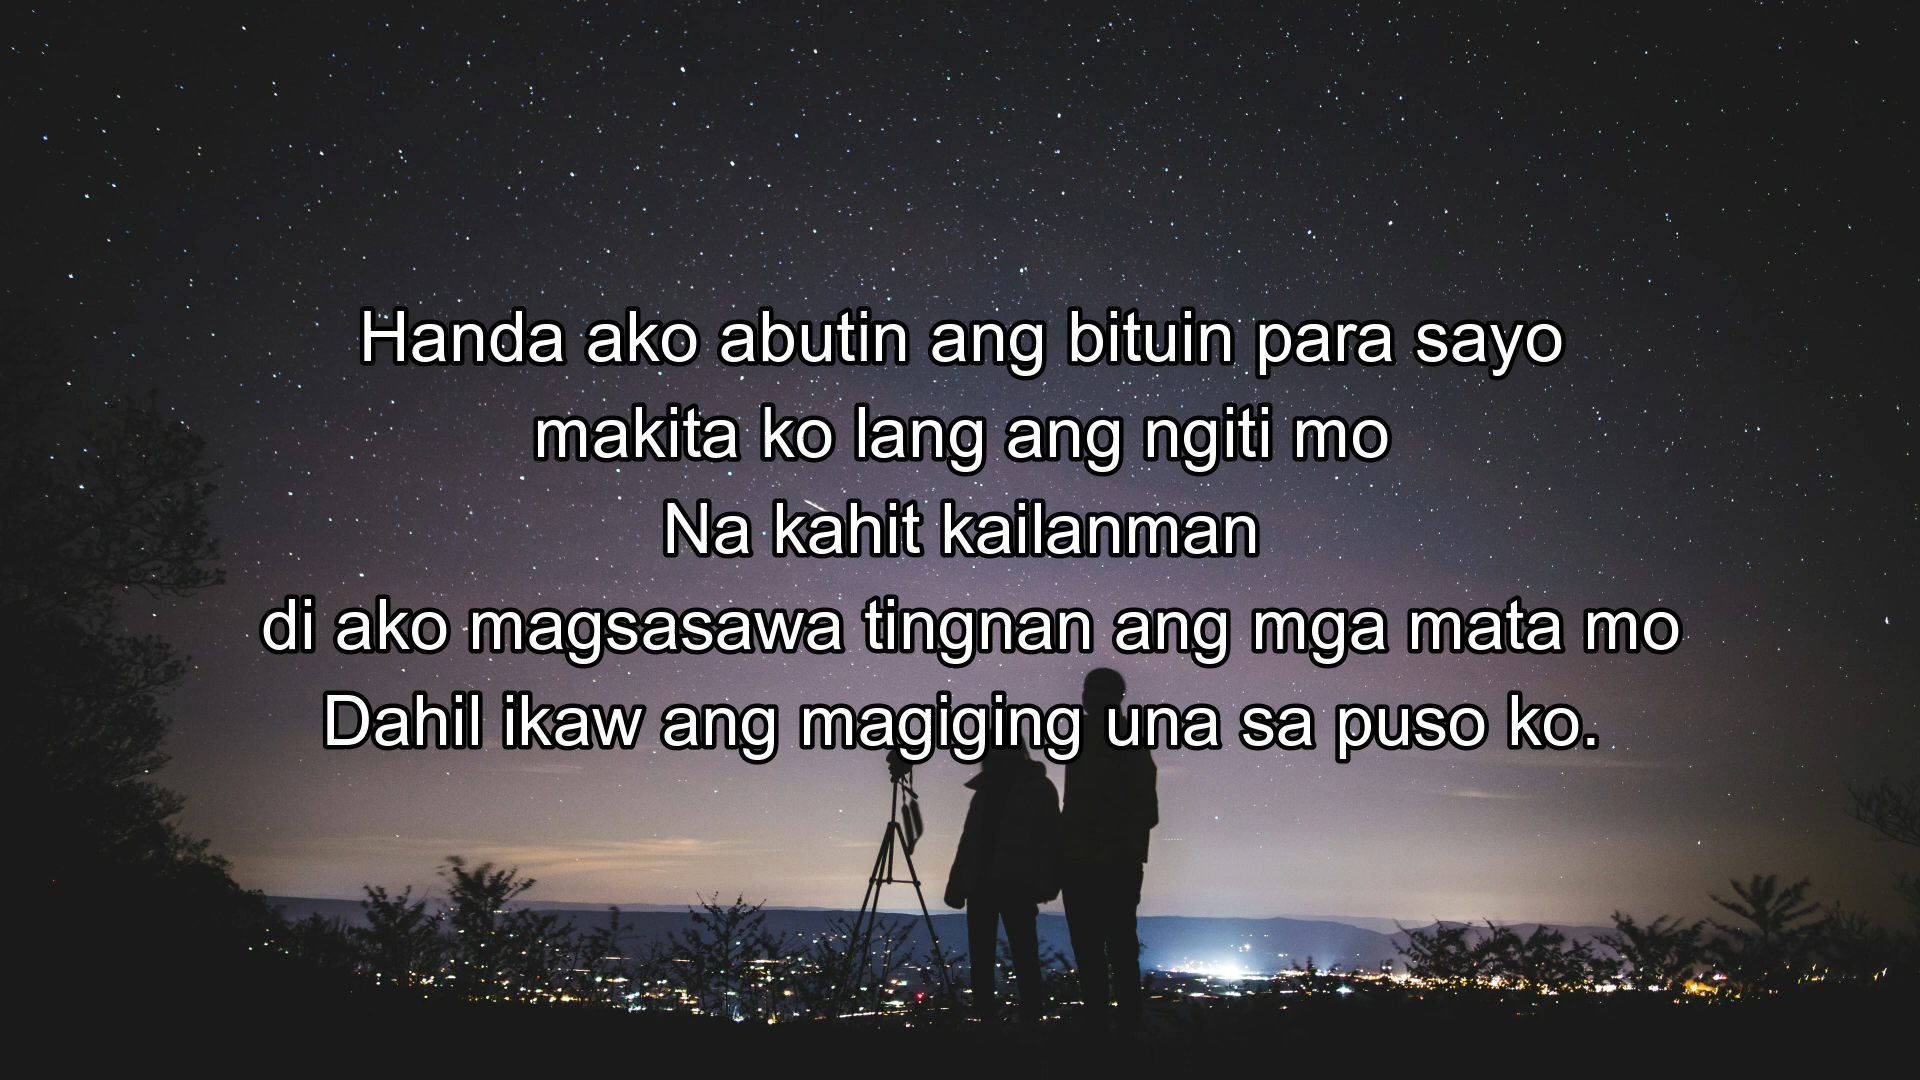 Handa ako abutin ang bituin para sayo
makita ko lang ang ngiti mo
Na kahit kailanman
di ako magsasawa tingnan ang mga mata mo
Dahil ikaw ang magiging una sa puso ko.